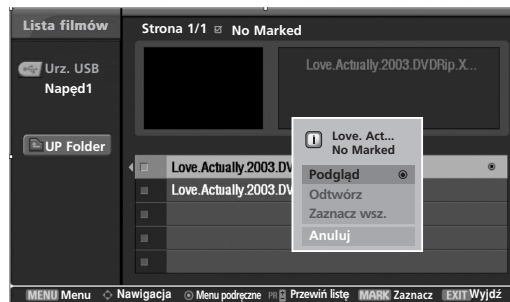 Lista filmów
Strona 1/1 No Marked
Urz. USB
Napęd1
UP Folder
Love.Actually.2003.DVDRip.X...
Love. Act...
No Marked
Podgląd
Odtwórz
Zaznacz wsz.
Anuluj
Love.Actually.2003.DV
Love.Actually.2003.DV
MENU Menu Nawigacja Menu podręczne PR Przewiń listę MARK Zaznacz EXIT Wyjdź